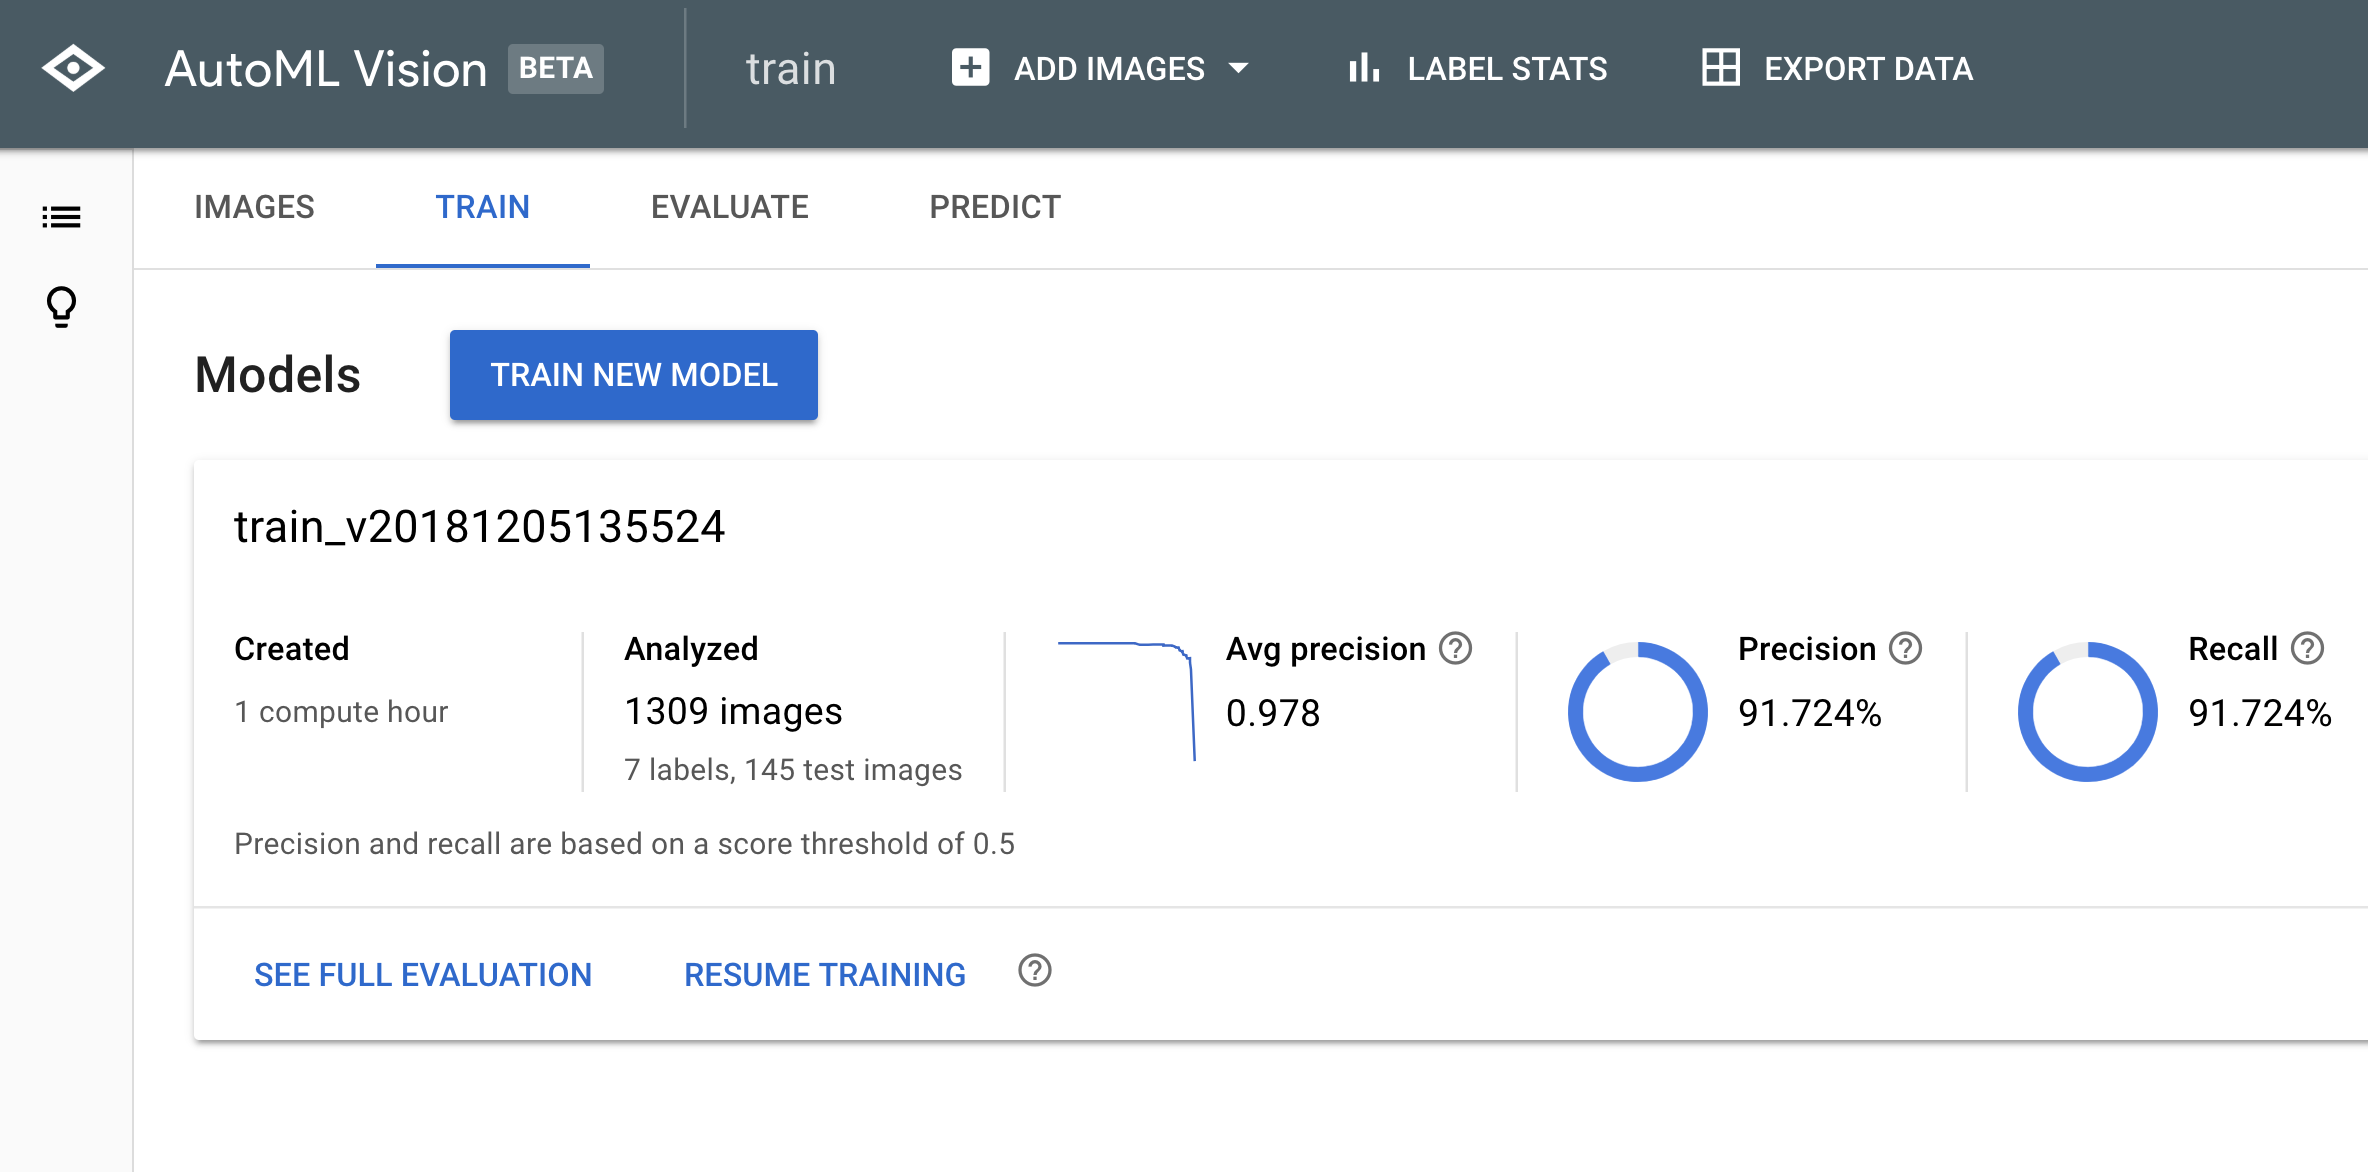 AutoML Vision BETA train ADD IMAGES LABEL STATS EXPORT DATA
IMAGES TRAIN EVALUATE PREDICT
Models TRAIN NEW MODEL
train_v20181205135524
Created Analyzed Avg precision ? Precision ? Recall ?
1 compute hour 1309 images 0.978 91.724% 91.724%
7 labels, 145 test images
Precision and recall are based on a score threshold of 0.5
SEE FULL EVALUATION RESUME TRAINING ?